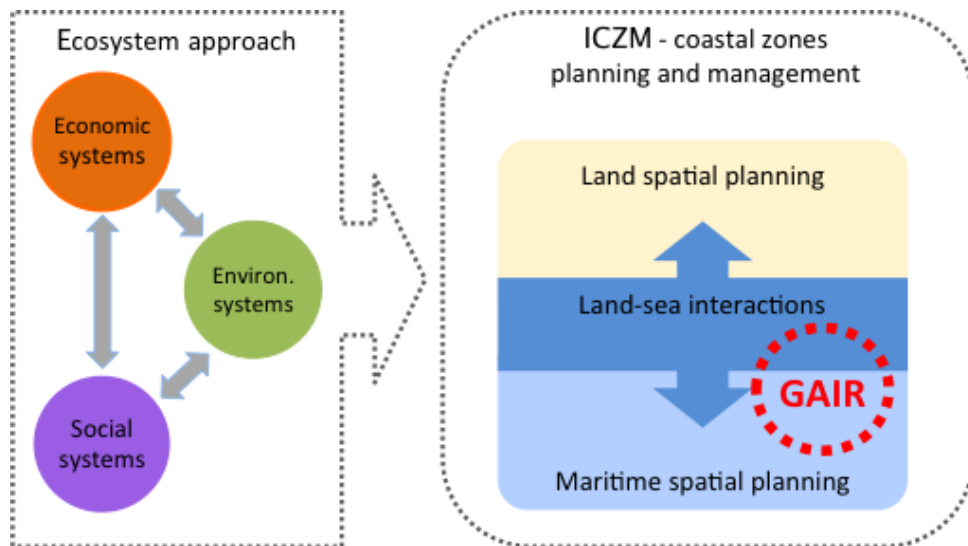 Ecosystem approach
Economic
systems
Environ.
systems
Social
systems
ICZM - coastal zones
planning and management
Land spatial planning
Land-sea interactions
GAIR
Maritime spatial planning